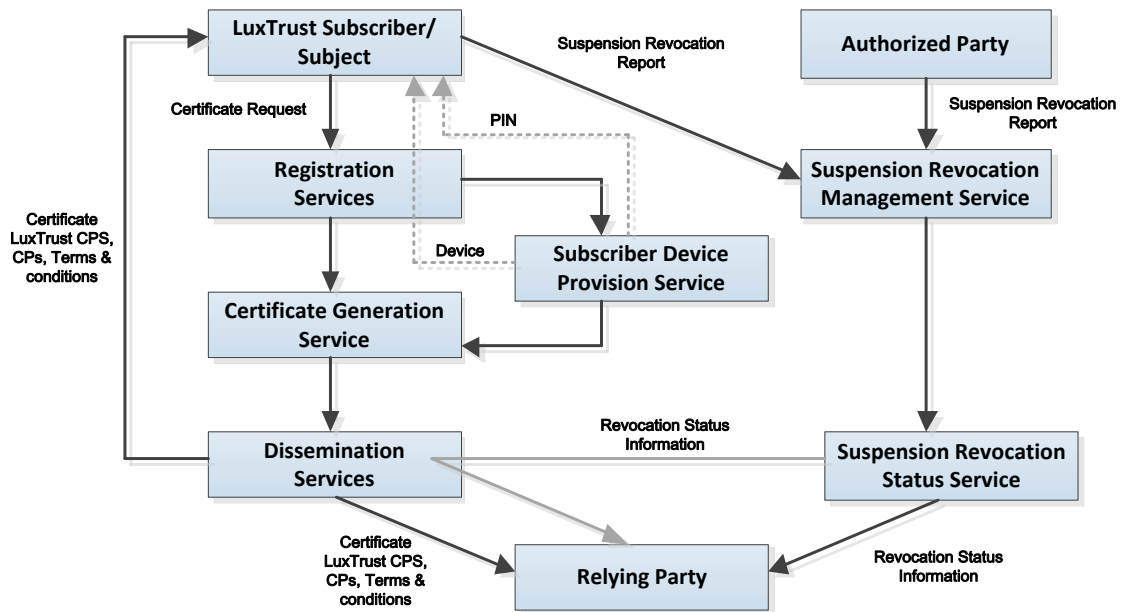 LuxTrust Subscriber/
Subject
Suspension Revocation
Report
Authorized Party
Certificate Request
PIN
Suspension Revocation
Report
Registration
Services
Suspension Revocation
Management Service
Certificate
LuxTrust CPS,
CPs, Terms &
conditions
Device
Subscriber Device
Provision Service
Certificate Generation
Service
Revocation Status
Information
Dissemination
Services
Suspension Revocation
Status Service
Certificate
LuxTrust CPS,
CPs, Terms &
conditions
Relying Party
Revocation Status
Information